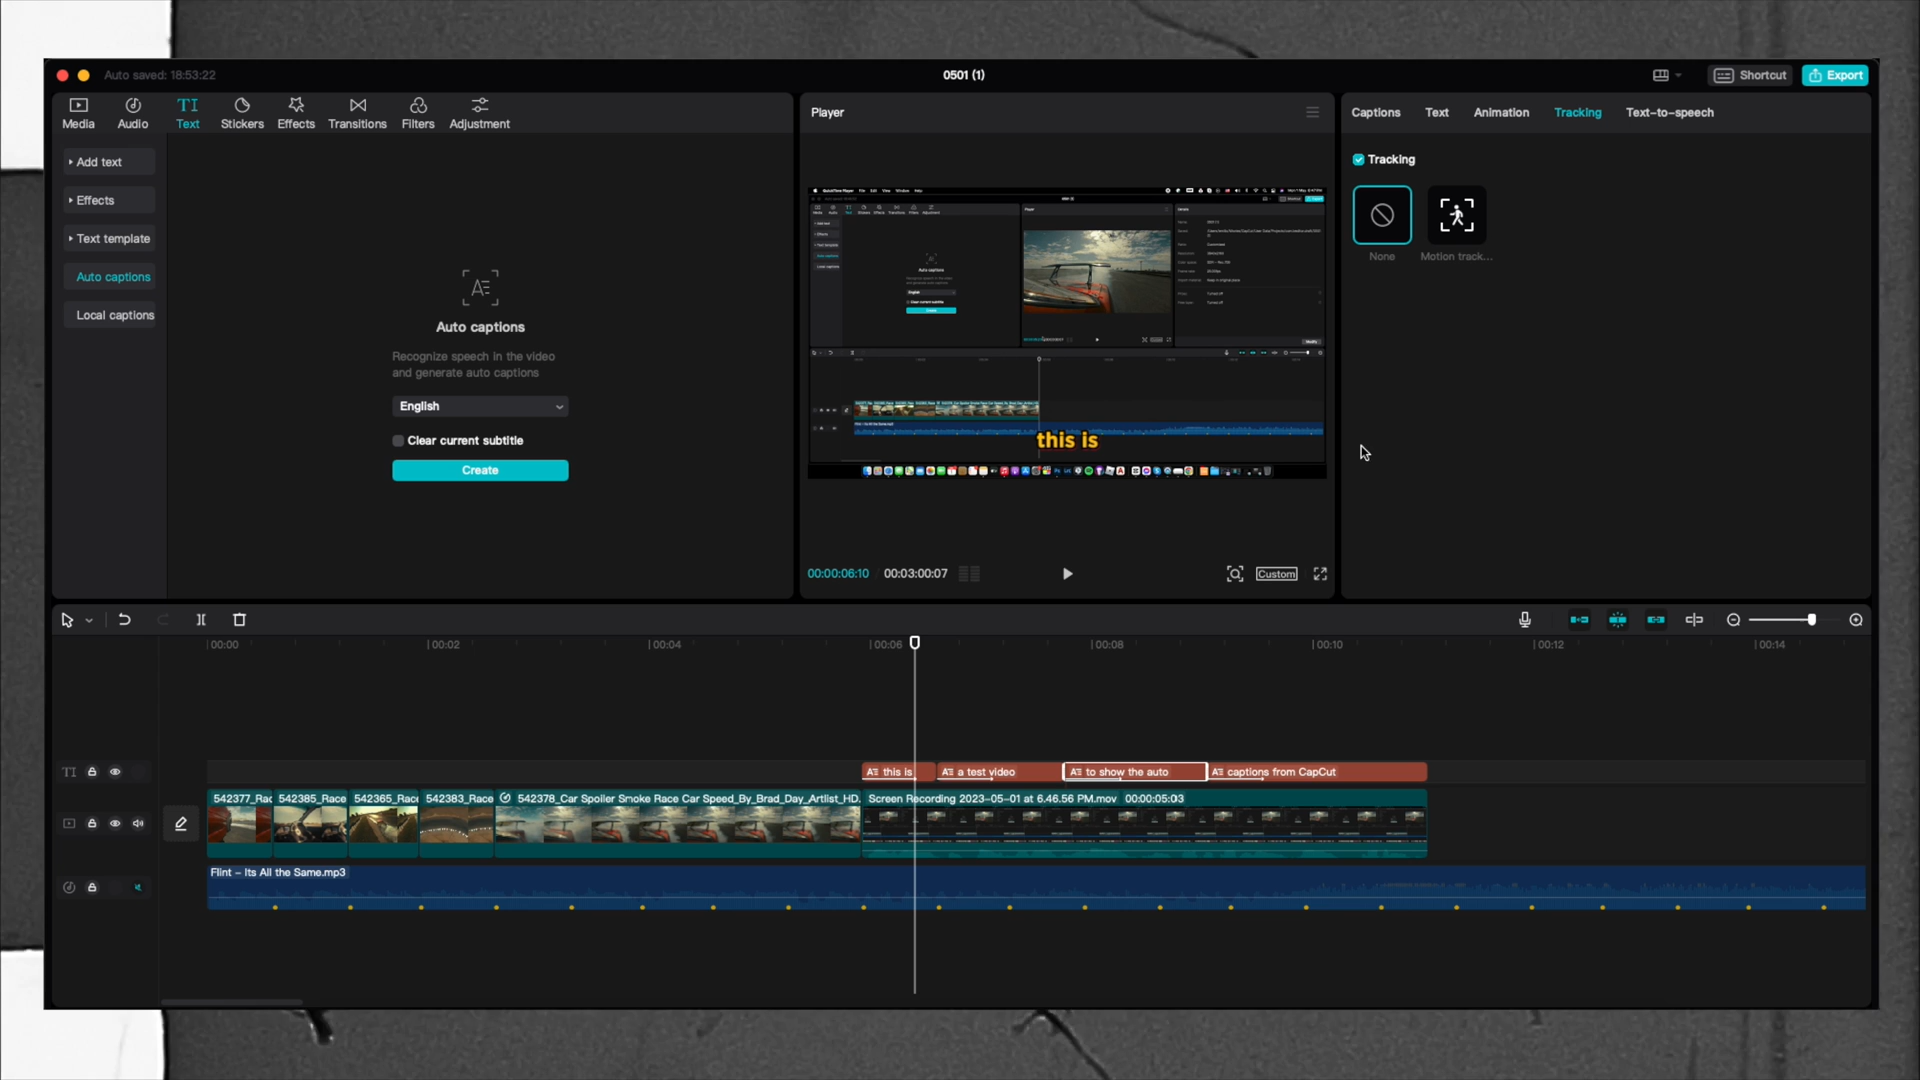 Auto saved: 18:53:22
0501 (1)
Shortcut
Export
Media
Audio
TI
Text
Stickers
Effects
Transitions
Filters
Adjustment
Add text
Effects
Text template
Auto captions
Local captions
Auto captions
Recognize speech in the video
and generate auto captions
English
Clear current subtitle
Create
Player
this is
00:00:06:10
00:03:00:07
Custom
Captions
Text
Animation
Tracking
Text-to-speech
Tracking
None
Motion track...
00:00
00:02
00:04
00:06
00:08
00:10
00:12
00:14
this is
a test video
to show the auto
captions from CapCut
542377_Rac
542385_Race
542365_Race
542383_Race
542378_Car Spoiler Smoke Race Car Speed_By_Brad_Day_Artlist_HD.
Screen Recording 2023-05-01 at 6.46.56 PM.mov 00:00:05:03
Flint – Its All the Same.mp3